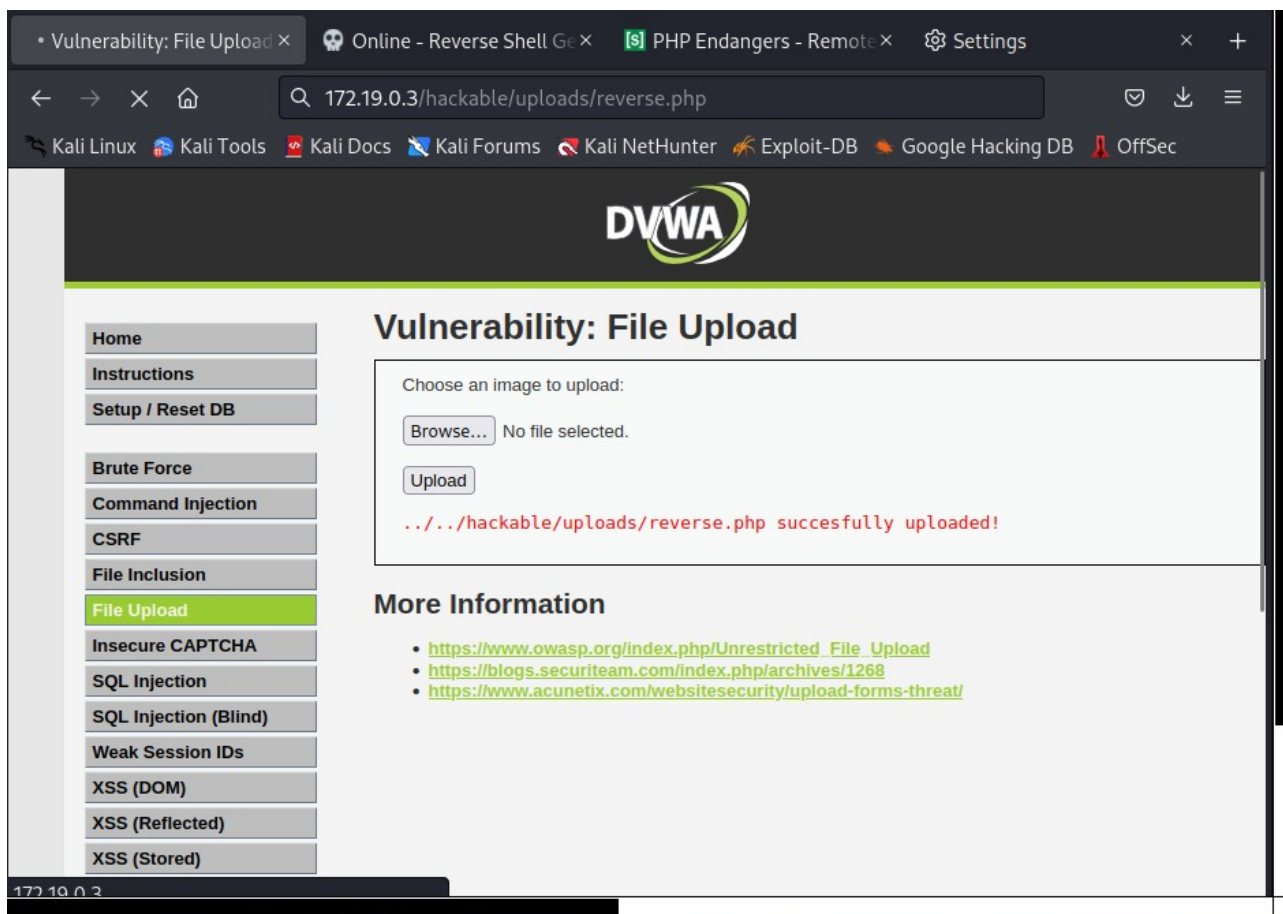 • Vulnerability: File Upload × Online - Reverse Shell Ge × [s] PHP Endangers - Remote × Settings × +
172.19.0.3/hackable/uploads/reverse.php
Kali Linux Kali Tools Kali Docs Kali Forums Kali NetHunter Exploit-DB Google Hacking DB OffSec
DVWA
Vulnerability: File Upload
Home
Instructions
Setup / Reset DB
Brute Force
Command Injection
CSRF
File Inclusion
File Upload
Insecure CAPTCHA
SQL Injection
SQL Injection (Blind)
Weak Session IDs
XSS (DOM)
XSS (Reflected)
XSS (Stored)
Choose an image to upload:
Browse... No file selected.
Upload
../../hackable/uploads/reverse.php succesfully uploaded!
More Information
• https://www.owasp.org/index.php/Unrestricted_File_Upload
• https://blogs.securiteam.com/index.php/archives/1268
• https://www.acunetix.com/websitesecurity/upload-forms-threat/
172.19.0.3